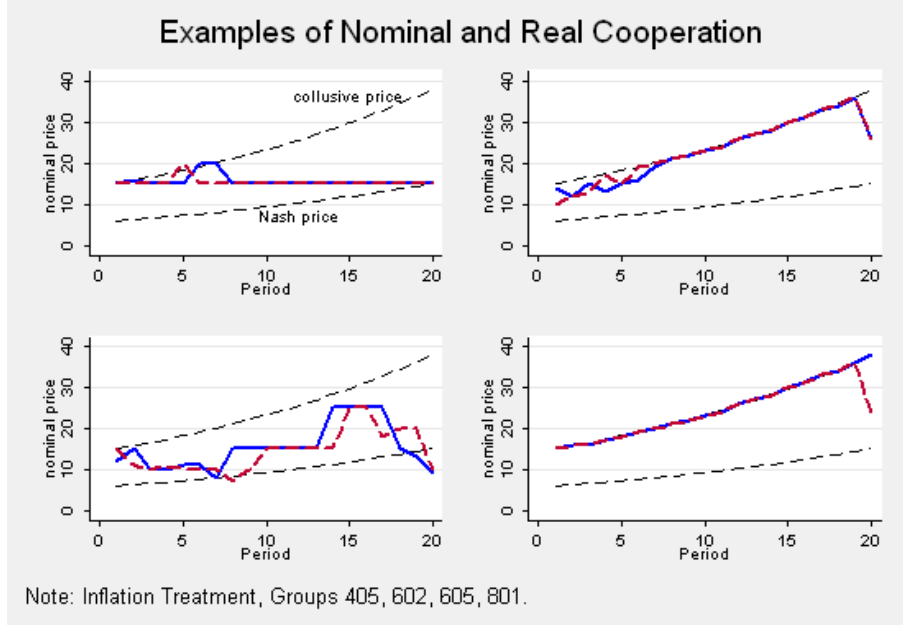 Examples of Nominal and Real Cooperation
nominal price
0 10 20 30 40
collusive price
Nash price
0 5 10 15 20
Period
nominal price
0 10 20 30 40
0 5 10 15 20
Period
nominal price
0 10 20 30 40
0 5 10 15 20
Period
nominal price
0 10 20 30 40
0 5 10 15 20
Period
Note: Inflation Treatment, Groups 405, 602, 605, 801.